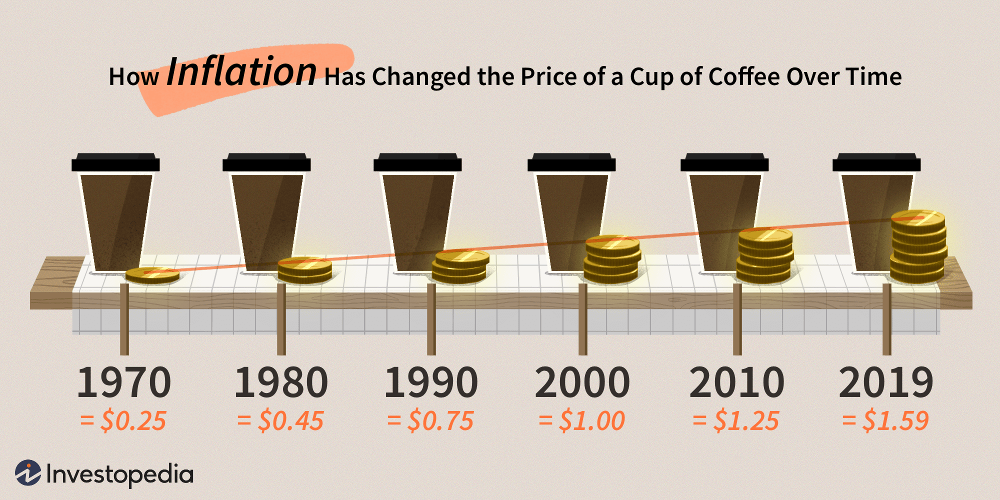 How Inflation Has Changed the Price of a Cup of Coffee Over Time
1970 1980 1990 2000 2010 2019
= $0.25 = $0.45 = $0.75 = $1.00 = $1.25 = $1.59
Investopedia